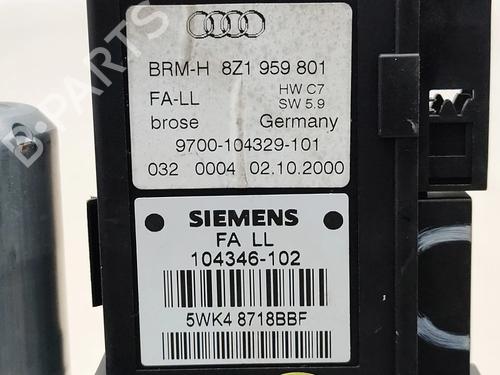 BRM-H 8Z1 959 801
FA-LL HW C7
SW 5.9
brose Germany
9700-104329-101
032 0004 02.10.2000
SIEMENS
FA LL
104346-102
5WK4 8718BBF
B-PARTS